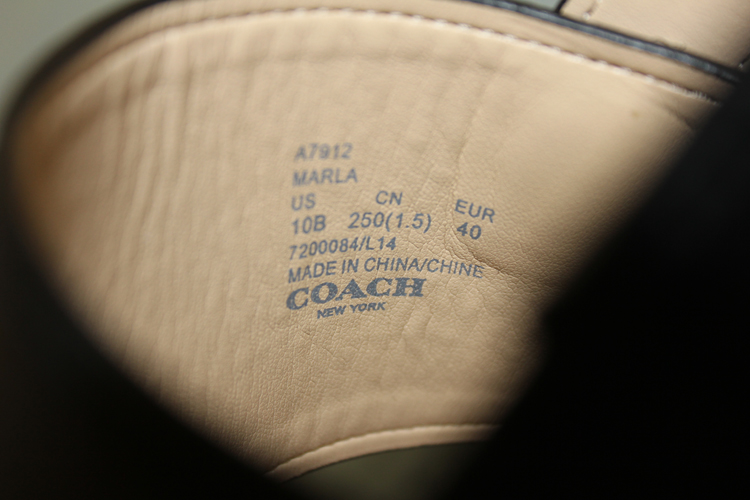 A7912
MARLA
US CN EUR
10B 250(1.5) 40
7200084/L14
MADE IN CHINA/CHINE
COACH
NEW YORK